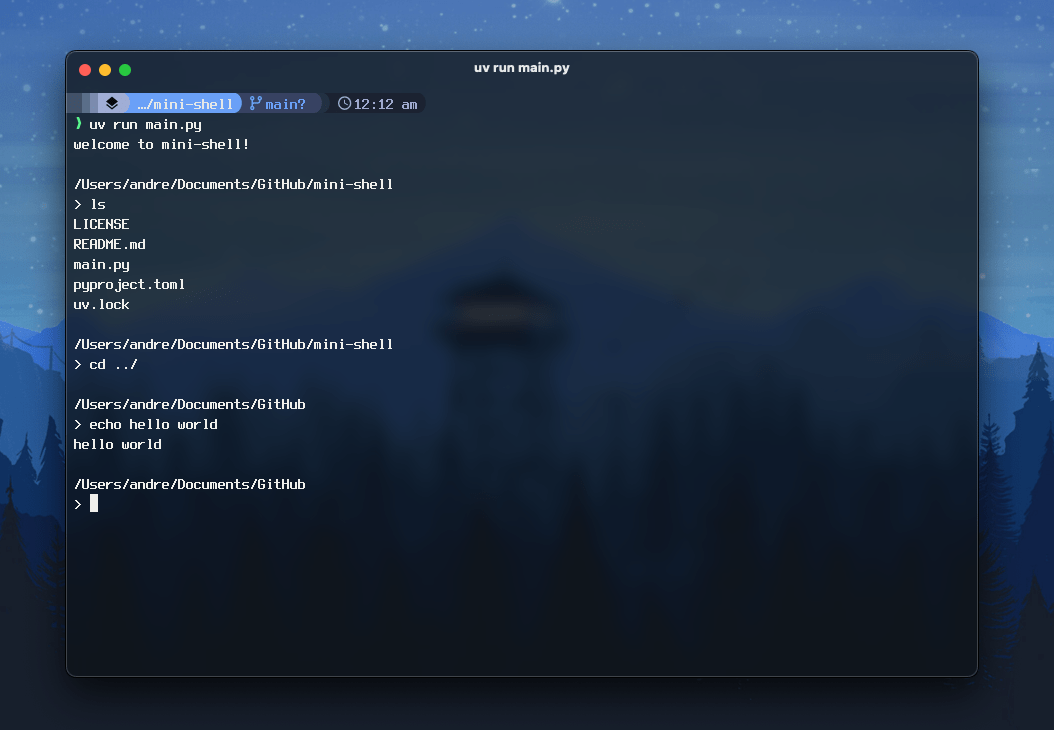 uv run main.py
…/mini-shell main? 12:12 am
❯ uv run main.py
welcome to mini-shell!
/Users/andre/Documents/GitHub/mini-shell
> ls
LICENSE
README.md
main.py
pyproject.toml
uv.lock
/Users/andre/Documents/GitHub/mini-shell
> cd ../
/Users/andre/Documents/GitHub
> echo hello world
hello world
/Users/andre/Documents/GitHub
>